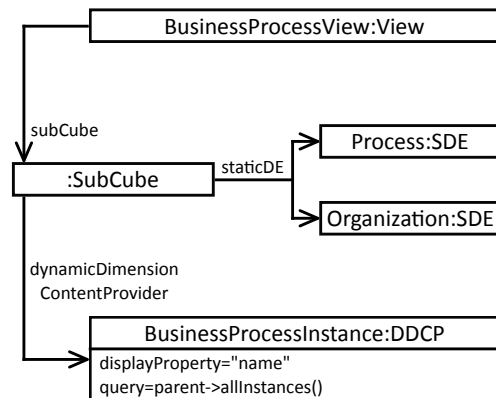 BusinessProcessView:View
subCube
Process:SDE
staticDE
:SubCube
Organization:SDE
dynamicDimension
ContentProvider
BusinessProcessInstance:DDCP
displayProperty="name"
query=parent->allInstances()